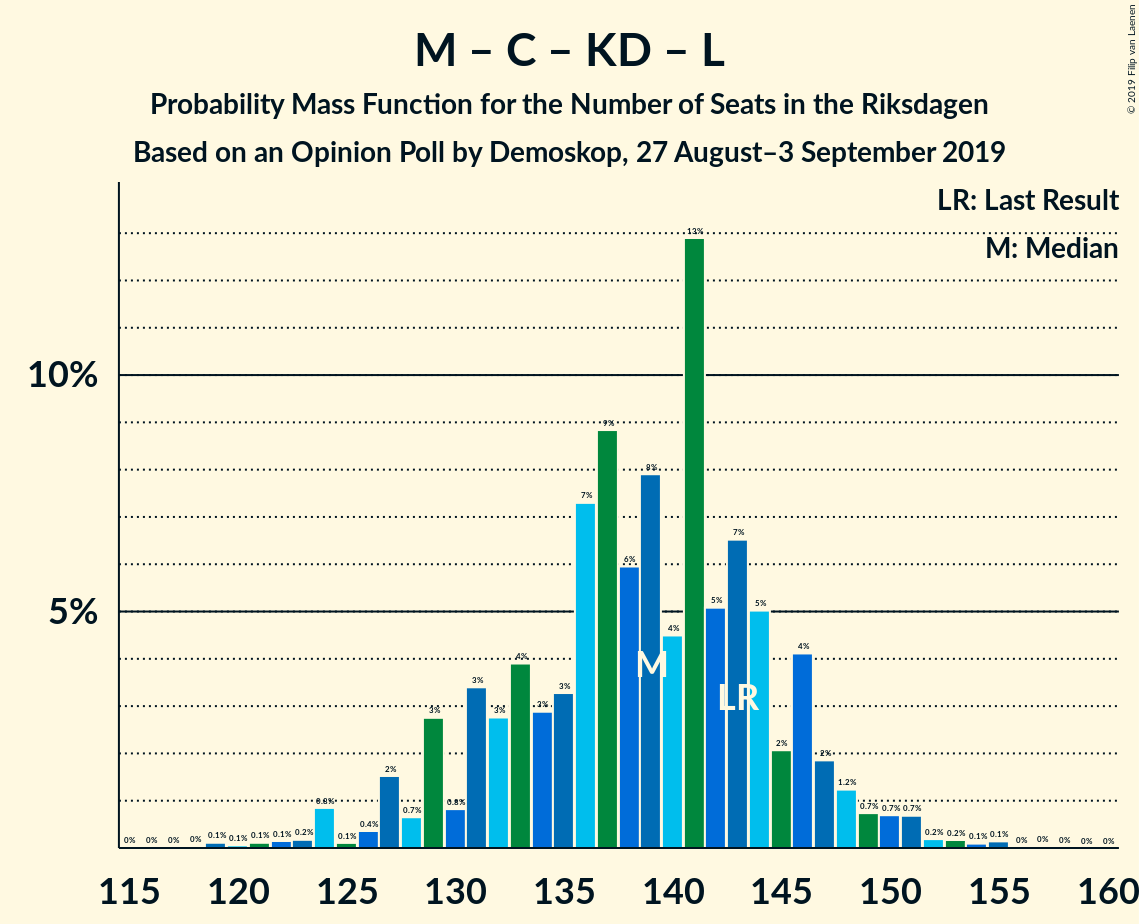 M – C – KD – L
Probability Mass Function for the Number of Seats in the Riksdagen
Based on an Opinion Poll by Demoskop, 27 August–3 September 2019
© 2019 Filip van Laenen
LR: Last Result
M: Median
10%
5%
0% 0% 0% 0% 0.1% 0.1% 0.1% 0.1% 0.2% 0.8% 0.1% 0.4% 2% 0.7% 3% 0.8% 3% 3% 4% 3% 3% 7% 9% 6% 8% 4% 13% 5% 7% 5% 2% 4% 2% 1.2% 0.7% 0.7% 0.7% 0.2% 0.2% 0.1% 0.1% 0% 0% 0% 0% 0%
M
LR
115 120 125 130 135 140 145 150 155 160